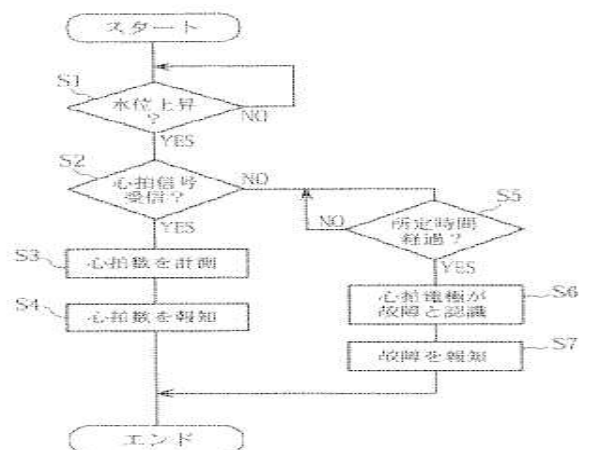 スタート
S1
水位上昇
?
NO
YES
S2
心拍信号
受信?
NO
YES
S5
所定時間
経過?
NO
YES
S3
心拍数を計測
S4
心拍数を報知
S6
心拍電極が
故障と認識
S7
故障を報知
エンド